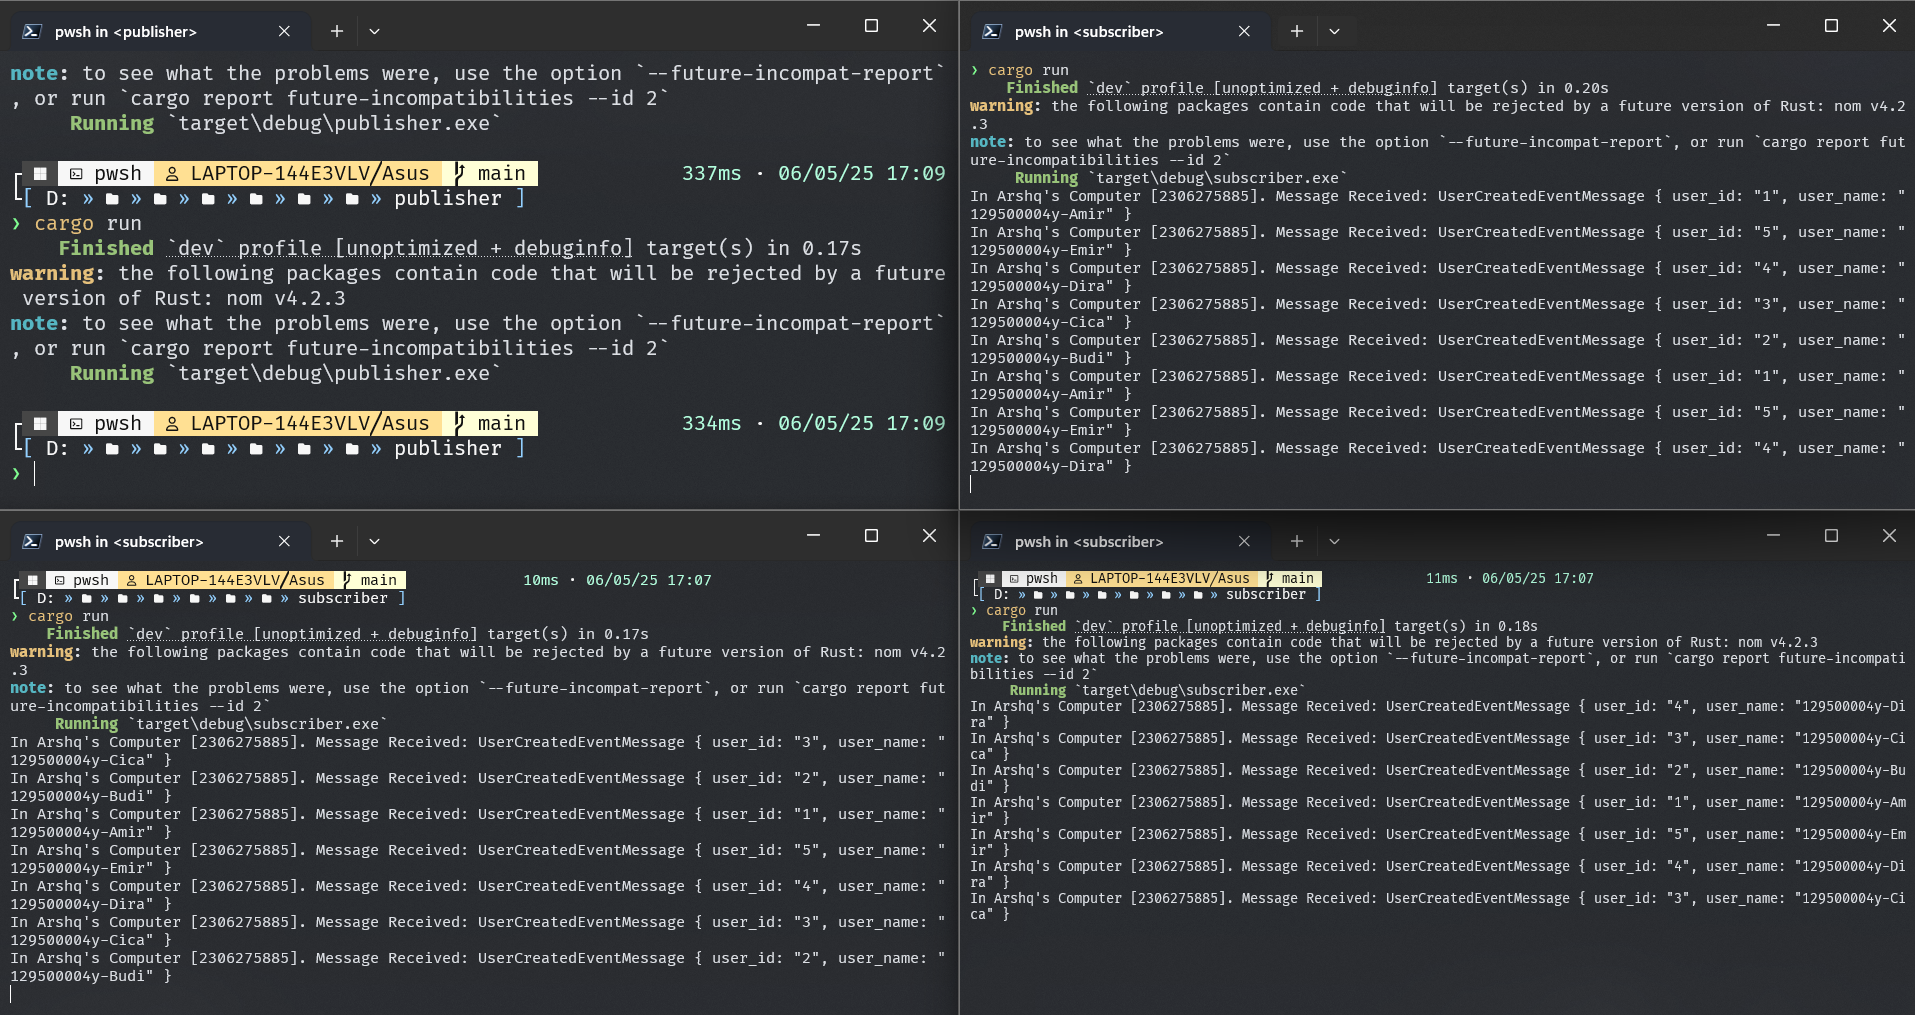 pwsh in <publisher>
note: to see what the problems were, use the option `--future-incompat-report`
, or run `cargo report future-incompatibilities --id 2`
Running `target\debug\publisher.exe`
pwsh LAPTOP-144E3VLV/Asus main 337ms · 06/05/25 17:09
[ D: » » » » » » » publisher ]
❯ cargo run
Finished `dev` profile [unoptimized + debuginfo] target(s) in 0.17s
warning: the following packages contain code that will be rejected by a future
version of Rust: nom v4.2.3
note: to see what the problems were, use the option `--future-incompat-report`
, or run `cargo report future-incompatibilities --id 2`
Running `target\debug\publisher.exe`
pwsh LAPTOP-144E3VLV/Asus main 334ms · 06/05/25 17:09
[ D: » » » » » » » publisher ]
❯
pwsh in <subscriber>
❯ cargo run
Finished `dev` profile [unoptimized + debuginfo] target(s) in 0.20s
warning: the following packages contain code that will be rejected by a future version of Rust: nom v4.2
.3
note: to see what the problems were, use the option `--future-incompat-report`, or run `cargo report fut
ure-incompatibilities --id 2`
Running `target\debug\subscriber.exe`
In Arshq's Computer [2306275885]. Message Received: UserCreatedEventMessage { user_id: "1", user_name: "
129500004y-Amir" }
In Arshq's Computer [2306275885]. Message Received: UserCreatedEventMessage { user_id: "5", user_name: "
129500004y-Emir" }
In Arshq's Computer [2306275885]. Message Received: UserCreatedEventMessage { user_id: "4", user_name: "
129500004y-Dira" }
In Arshq's Computer [2306275885]. Message Received: UserCreatedEventMessage { user_id: "3", user_name: "
129500004y-Cica" }
In Arshq's Computer [2306275885]. Message Received: UserCreatedEventMessage { user_id: "2", user_name: "
129500004y-Budi" }
In Arshq's Computer [2306275885]. Message Received: UserCreatedEventMessage { user_id: "1", user_name: "
129500004y-Amir" }
In Arshq's Computer [2306275885]. Message Received: UserCreatedEventMessage { user_id: "5", user_name: "
129500004y-Emir" }
In Arshq's Computer [2306275885]. Message Received: UserCreatedEventMessage { user_id: "4", user_name: "
129500004y-Dira" }
pwsh in <subscriber>
pwsh LAPTOP-144E3VLV/Asus main 10ms · 06/05/25 17:07
[ D: » » » » » » » subscriber ]
❯ cargo run
Finished `dev` profile [unoptimized + debuginfo] target(s) in 0.17s
warning: the following packages contain code that will be rejected by a future version of Rust: nom v4.2
.3
note: to see what the problems were, use the option `--future-incompat-report`, or run `cargo report fut
ure-incompatibilities --id 2`
Running `target\debug\subscriber.exe`
In Arshq's Computer [2306275885]. Message Received: UserCreatedEventMessage { user_id: "3", user_name: "
129500004y-Cica" }
In Arshq's Computer [2306275885]. Message Received: UserCreatedEventMessage { user_id: "2", user_name: "
129500004y-Budi" }
In Arshq's Computer [2306275885]. Message Received: UserCreatedEventMessage { user_id: "1", user_name: "
129500004y-Amir" }
In Arshq's Computer [2306275885]. Message Received: UserCreatedEventMessage { user_id: "5", user_name: "
129500004y-Emir" }
In Arshq's Computer [2306275885]. Message Received: UserCreatedEventMessage { user_id: "4", user_name: "
129500004y-Dira" }
In Arshq's Computer [2306275885]. Message Received: UserCreatedEventMessage { user_id: "3", user_name: "
129500004y-Cica" }
In Arshq's Computer [2306275885]. Message Received: UserCreatedEventMessage { user_id: "2", user_name: "
129500004y-Budi" }
pwsh in <subscriber>
pwsh LAPTOP-144E3VLV/Asus main 11ms · 06/05/25 17:07
[ D: » » » » » » » subscriber ]
❯ cargo run
Finished `dev` profile [unoptimized + debuginfo] target(s) in 0.18s
warning: the following packages contain code that will be rejected by a future version of Rust: nom v4.2.3
note: to see what the problems were, use the option `--future-incompat-report`, or run `cargo report future-incompati
bilities --id 2`
Running `target\debug\subscriber.exe`
In Arshq's Computer [2306275885]. Message Received: UserCreatedEventMessage { user_id: "4", user_name: "129500004y-Di
ra" }
In Arshq's Computer [2306275885]. Message Received: UserCreatedEventMessage { user_id: "3", user_name: "129500004y-Ci
ca" }
In Arshq's Computer [2306275885]. Message Received: UserCreatedEventMessage { user_id: "2", user_name: "129500004y-Bu
di" }
In Arshq's Computer [2306275885]. Message Received: UserCreatedEventMessage { user_id: "1", user_name: "129500004y-Am
ir" }
In Arshq's Computer [2306275885]. Message Received: UserCreatedEventMessage { user_id: "5", user_name: "129500004y-Em
ir" }
In Arshq's Computer [2306275885]. Message Received: UserCreatedEventMessage { user_id: "4", user_name: "129500004y-Di
ra" }
In Arshq's Computer [2306275885]. Message Received: UserCreatedEventMessage { user_id: "3", user_name: "129500004y-Ci
ca" }